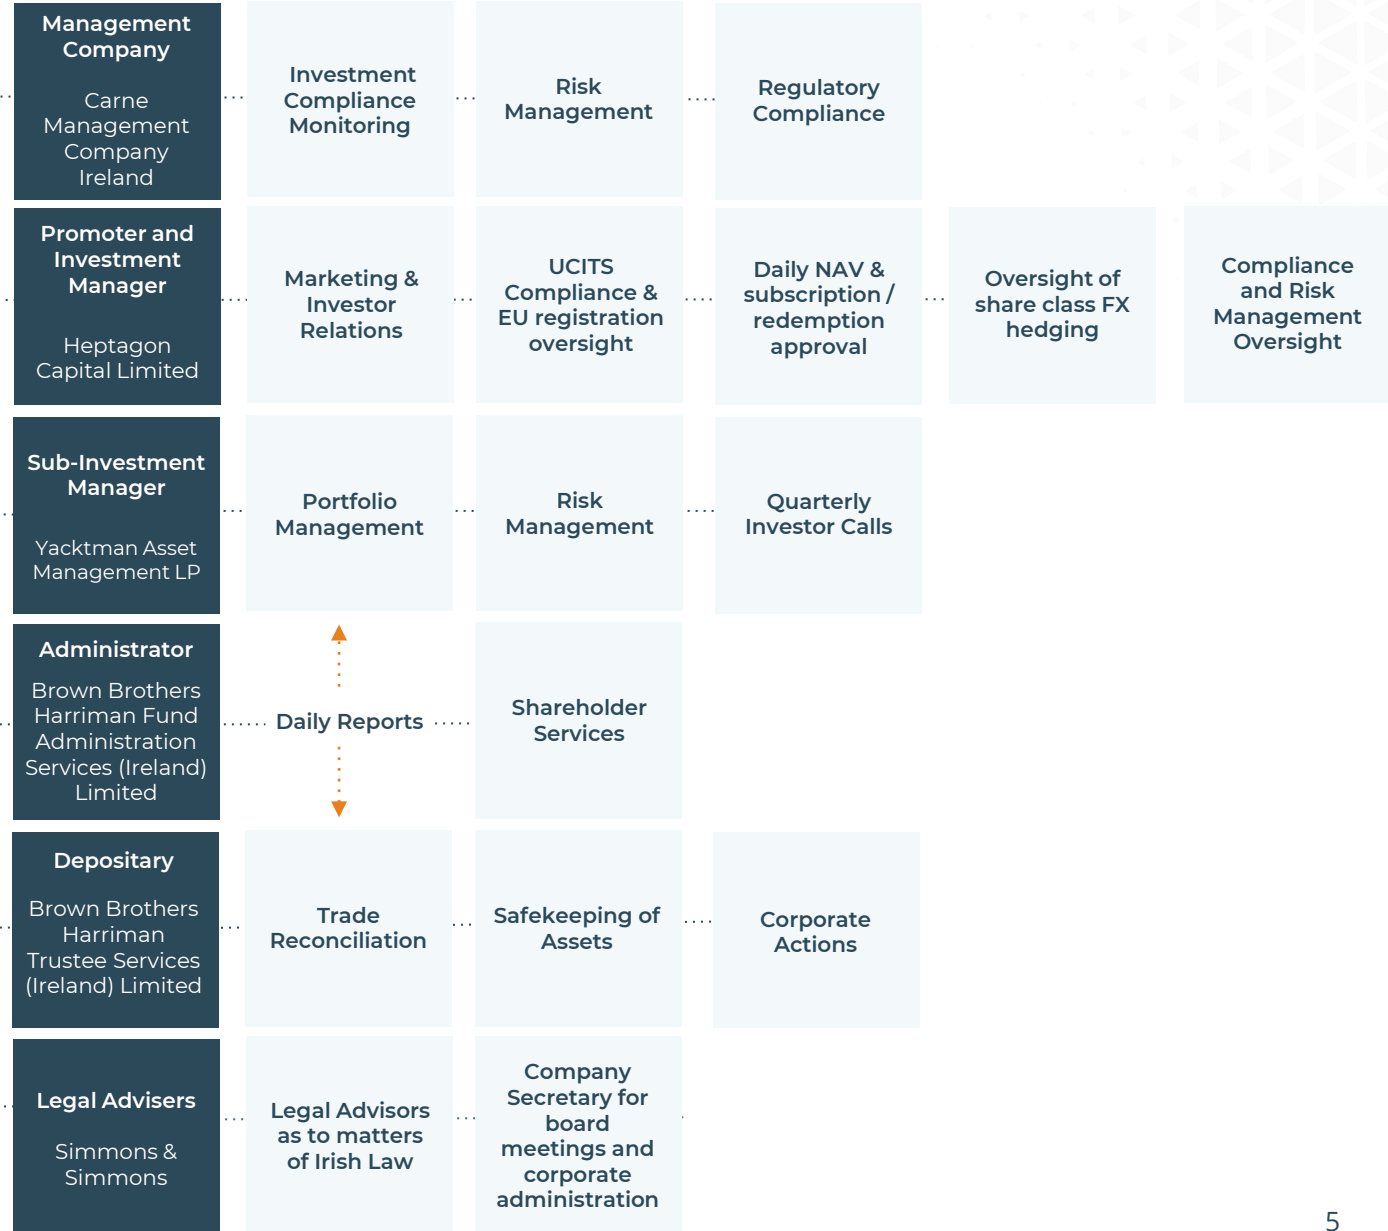 Management
Company
Carne
Management
Company
Ireland
Investment
Compliance
Monitoring
Risk
Management
Regulatory
Compliance
Promoter and
Investment
Manager
Heptagon
Capital Limited
Marketing &
Investor
Relations
UCITS
Compliance &
EU registration
oversight
Daily NAV &
subscription /
redemption
approval
Oversight of
share class FX
hedging
Compliance
and Risk
Management
Oversight
Sub-Investment
Manager
Yacktman Asset
Management LP
Portfolio
Management
Risk
Management
Quarterly
Investor Calls
Administrator
Brown Brothers
Harriman Fund
Administration
Services (Ireland)
Limited
Daily Reports
Shareholder
Services
Depositary
Brown Brothers
Harriman
Trustee Services
(Ireland) Limited
Trade
Reconciliation
Safekeeping of
Assets
Corporate
Actions
Legal Advisers
Simmons &
Simmons
Legal Advisors
as to matters
of Irish Law
Company
Secretary for
board
meetings and
corporate
administration
5